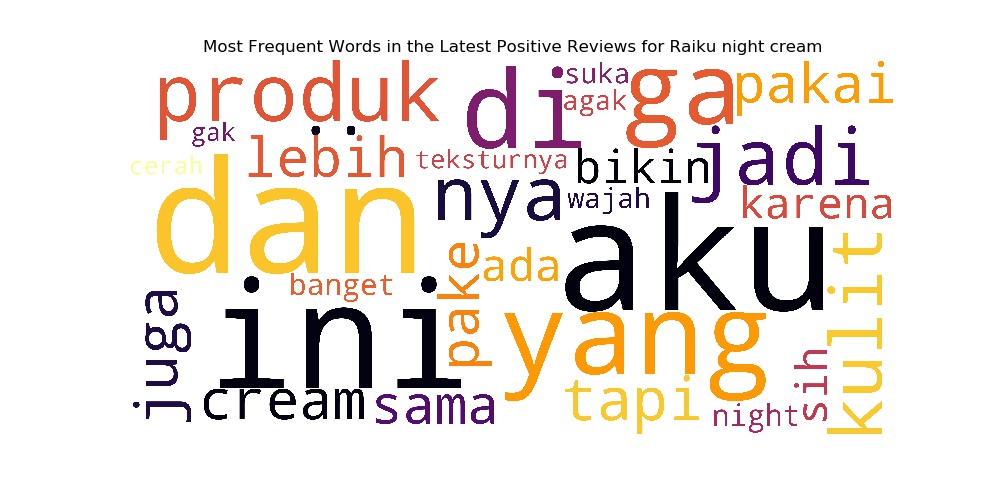 Most Frequent Words in the Latest Positive Reviews for Raiku night cream
produk
di
suka
ga
pakai
agak
gak
lebih
cerah
teksturnya
bikin
jadi
dan
nya
wajah
karena
aku
ada
pake
banget
kulit
juga
ini
yang
cream
sama
tapi
night
sih